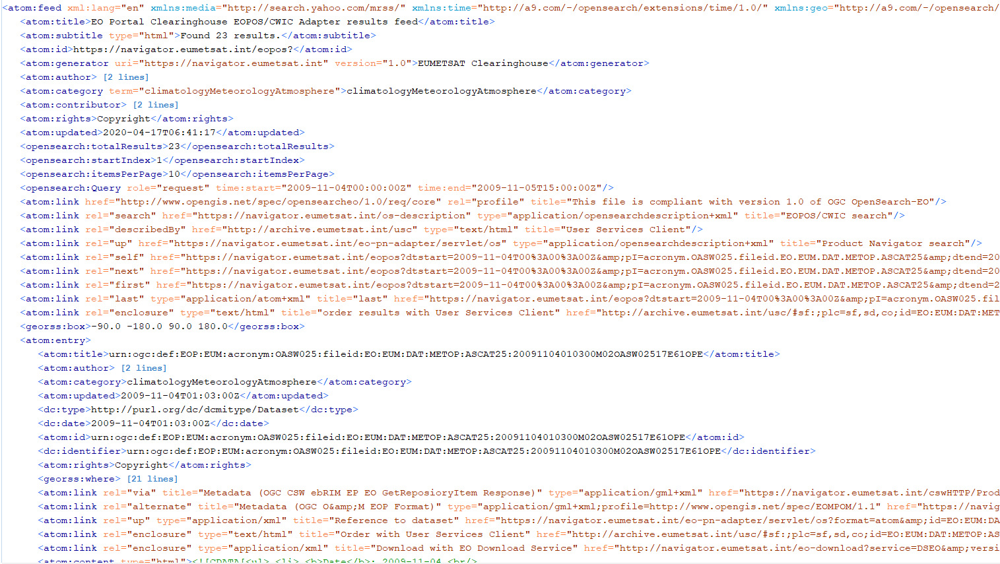 <atom:feed xml:lang="en" xmlns:media="http://search.yahoo.com/mrss/" xmlns:time="http://a9.com/-/opensearch/extensions/time/1.0/" xmlns:geo="http://a9.com/-/opensearch/
<atom:title>EO Portal Clearinghouse EOPOS/CWIC Adapter results feed</atom:title>
<atom:subtitle type="html">Found 23 results.</atom:subtitle>
<atom:id>https://navigator.eumetsat.int/eopos?</atom:id>
<atom:generator uri="https://navigator.eumetsat.int" version="1.0">EUMETSAT Clearinghouse</atom:generator>
<atom:author> [2 lines]
<atom:category term="climatologyMeteorologyAtmosphere">climatologyMeteorologyAtmosphere</atom:category>
<atom:contributor> [2 lines]
<atom:rights>Copyright</atom:rights>
<atom:updated>2020-04-17T06:41:17</atom:updated>
<opensearch:totalResults>23</opensearch:totalResults>
<opensearch:startIndex>1</opensearch:startIndex>
<opensearch:itemsPerPage>10</opensearch:itemsPerPage>
<opensearch:Query role="request" time:start="2009-11-04T00:00:00Z" time:end="2009-11-05T15:00:00Z"/>
<atom:link href="http://www.opengis.net/spec/opensearcheo/1.0/req/core" rel="profile" title="This file is compliant with version 1.0 of OGC OpenSearch-EO"/>
<atom:link rel="search" href="https://navigator.eumetsat.int/os-description" type="application/opensearchdescription+xml" title="EOPOS/CWIC search"/>
<atom:link rel="describedBy" href="http://archive.eumetsat.int/usc" type="text/html" title="User Services Client"/>
<atom:link rel="up" href="https://navigator.eumetsat.int/eo-pn-adapter/servlet/os" type="application/opensearchdescription+xml" title="Product Navigator search"/>
<atom:link rel="self" href="https://navigator.eumetsat.int/eopos?dtstart=2009-11-04T00%3A00%3A00Z&amp;pI=acronym.OASW025.fileid.EO.EUM.DAT.METOP.ASCAT25&amp;dtend=20
<atom:link rel="next" href="https://navigator.eumetsat.int/eopos?dtstart=2009-11-04T00%3A00%3A00Z&amp;pI=acronym.OASW025.fileid.EO.EUM.DAT.METOP.ASCAT25&amp;dtend=20
<atom:link rel="first" href="https://navigator.eumetsat.int/eopos?dtstart=2009-11-04T00%3A00%3A00Z&amp;pI=acronym.OASW025.fileid.EO.EUM.DAT.METOP.ASCAT25&amp;dtend=2
<atom:link rel="last" type="application/atom+xml" title="last" href="https://navigator.eumetsat.int/eopos?dtstart=2009-11-04T00%3A00%3A00Z&amp;pI=acronym.OASW025.fil
<atom:link rel="enclosure" type="text/html" title="order results with User Services Client" href="http://archive.eumetsat.int/usc/#sf:;plc=sf,sd,co;id=EO:EUM:DAT:MET
<georss:box>-90.0 -180.0 90.0 180.0</georss:box>
<atom:entry>
<atom:title>urn:ogc:def:EOP:EUM:acronym:OASW025:fileid:EO:EUM:DAT:METOP:ASCAT25:20091104010300M02OASW02517E61OPE</atom:title>
<atom:author> [2 lines]
<atom:category>climatologyMeteorologyAtmosphere</atom:category>
<atom:updated>2009-11-04T01:03:00Z</atom:updated>
<dc:type>http://purl.org/dc/dcmitype/Dataset</dc:type>
<dc:date>2009-11-04T01:03:00Z</dc:date>
<atom:id>urn:ogc:def:EOP:EUM:acronym:OASW025:fileid:EO:EUM:DAT:METOP:ASCAT25:20091104010300M02OASW02517E61OPE</atom:id>
<dc:identifier>urn:ogc:def:EOP:EUM:acronym:OASW025:fileid:EO:EUM:DAT:METOP:ASCAT25:20091104010300M02OASW02517E61OPE</dc:identifier>
<atom:rights>Copyright</atom:rights>
<georss:where> [21 lines]
<atom:link rel="via" title="Metadata (OGC CSW ebRIM EP EO GetReposioryItem Response)" type="application/gml+xml" href="https://navigator.eumetsat.int/cswHTTP/Prod
<atom:link rel="alternate" title="Metadata (OGC O&amp;M EOP Format)" type="application/gml+xml;profile=http://www.opengis.net/spec/EOMPOM/1.1" href="https://navig
<atom:link rel="up" type="application/xml" title="Reference to dataset" href="https://navigator.eumetsat.int/eo-pn-adapter/servlet/os?format=atom&amp;id=EO:EUM:DA
<atom:link rel="enclosure" type="text/html" title="Order with User Services Client" href="http://archive.eumetsat.int/usc/#sf:;plc=sf,sd,co;id=EO:EUM:DAT:METOP:AS
<atom:link rel="enclosure" type="application/xml" title="Download with EO Download Service" href="http://navigator.eumetsat.int/eo-download?service=DSEO&amp;versi
<atom:content type="html"><![CDATA[<ul> <li> <b>Date</b>: 2009-11-04 <br/>